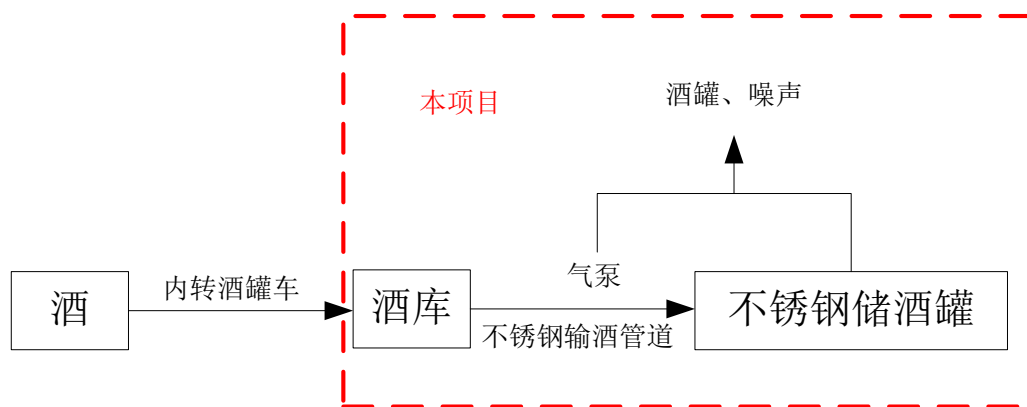 本项目
酒罐、噪声
酒
内转酒罐车
酒库
气泵
不锈钢输酒管道
不锈钢储酒罐